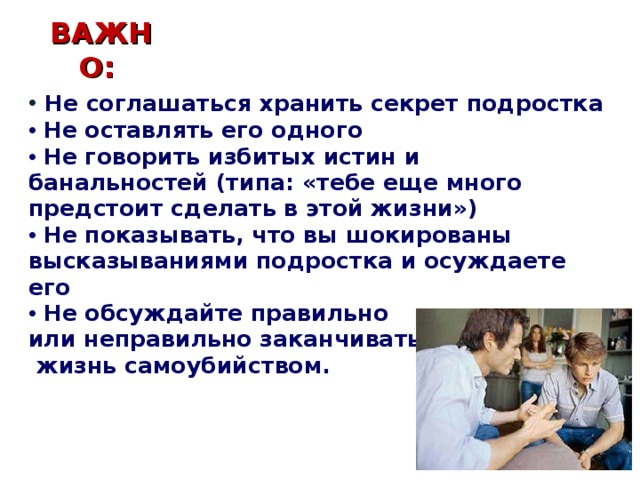 ВАЖН
О:
• Не соглашаться хранить секрет подростка
• Не оставлять его одного
• Не говорить избитых истин и
банальностей (типа: «тебе еще много
предстоит сделать в этой жизни»)
• Не показывать, что вы шокированы
высказываниями подростка и осуждаете
его
• Не обсуждайте правильно
или неправильно заканчивать
жизнь самоубийством.